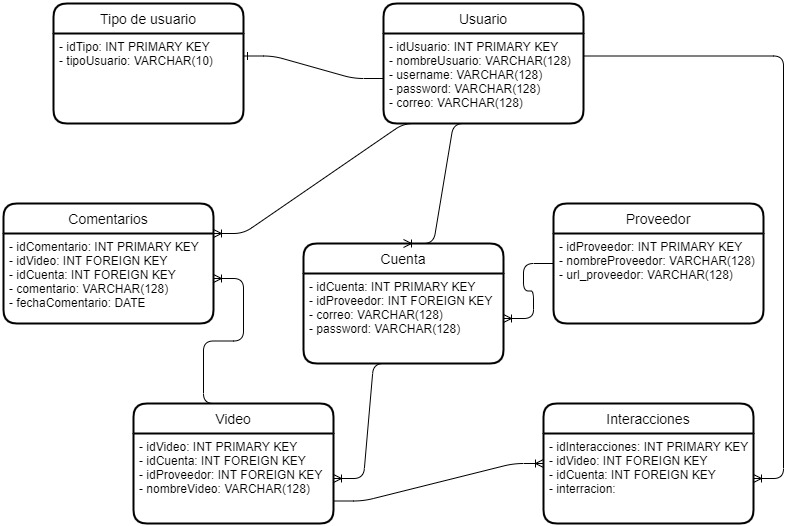 Tipo de usuario
- idTipo: INT PRIMARY KEY
- tipoUsuario: VARCHAR(10)
Usuario
- idUsuario: INT PRIMARY KEY
- nombreUsuario: VARCHAR(128)
- username: VARCHAR(128)
- password: VARCHAR(128)
- correo: VARCHAR(128)
Comentarios
- idComentario: INT PRIMARY KEY
- idVideo: INT FOREIGN KEY
- idCuenta: INT FOREIGN KEY
- comentario: VARCHAR(128)
- fechaComentario: DATE
Cuenta
- idCuenta: INT PRIMARY KEY
- idProveedor: INT FOREIGN KEY
- correo: VARCHAR(128)
- password: VARCHAR(128)
Proveedor
- idProveedor: INT PRIMARY KEY
- nombreProveedor: VARCHAR(128)
- url_proveedor: VARCHAR(128)
Video
- idVideo: INT PRIMARY KEY
- idCuenta: INT FOREIGN KEY
- idProveedor: INT FOREIGN KEY
- nombreVideo: VARCHAR(128)
Interacciones
- idInteracciones: INT PRIMARY KEY
- idVideo: INT FOREIGN KEY
- idCuenta: INT FOREIGN KEY
- interracion: